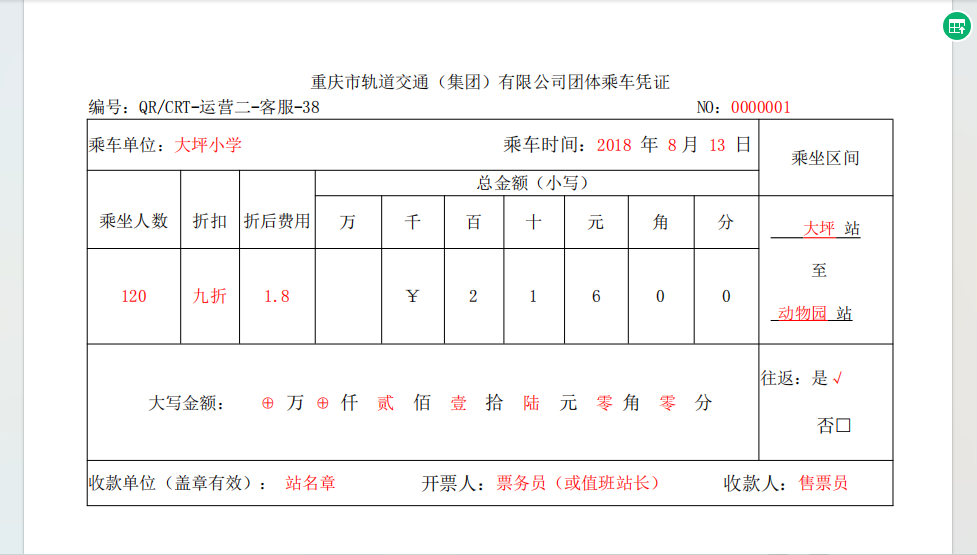 重庆市轨道交通（集团）有限公司团体乘车凭证
编号：QR/CRT-运营二-客服-38 NO：0000001
乘车单位：大坪小学 乘车时间：2018 年 8 月 13 日 乘坐区间
总金额（小写）
乘坐人数 折扣 折后费用 万 千 百 十 元 角 分
大坪 站
至
动物园 站
120 九折 1.8 ¥ 2 1 6 0 0
大写金额： ⊕ 万 ⊕ 仟 贰 佰 壹 拾 陆 元 零 角 零 分
往返：是 √
否□
收款单位（盖章有效）： 站名章 开票人：票务员（或值班站长） 收款人：售票员